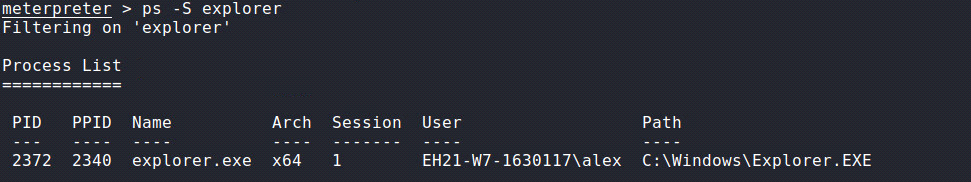 meterpreter > ps -S explorer
Filtering on 'explorer'
Process List
============
PID PPID Name Arch Session User Path
--- ---- ---- ---- ------- ---- ----
2372 2340 explorer.exe x64 1 EH21-W7-1630117\alex C:\Windows\Explorer.EXE